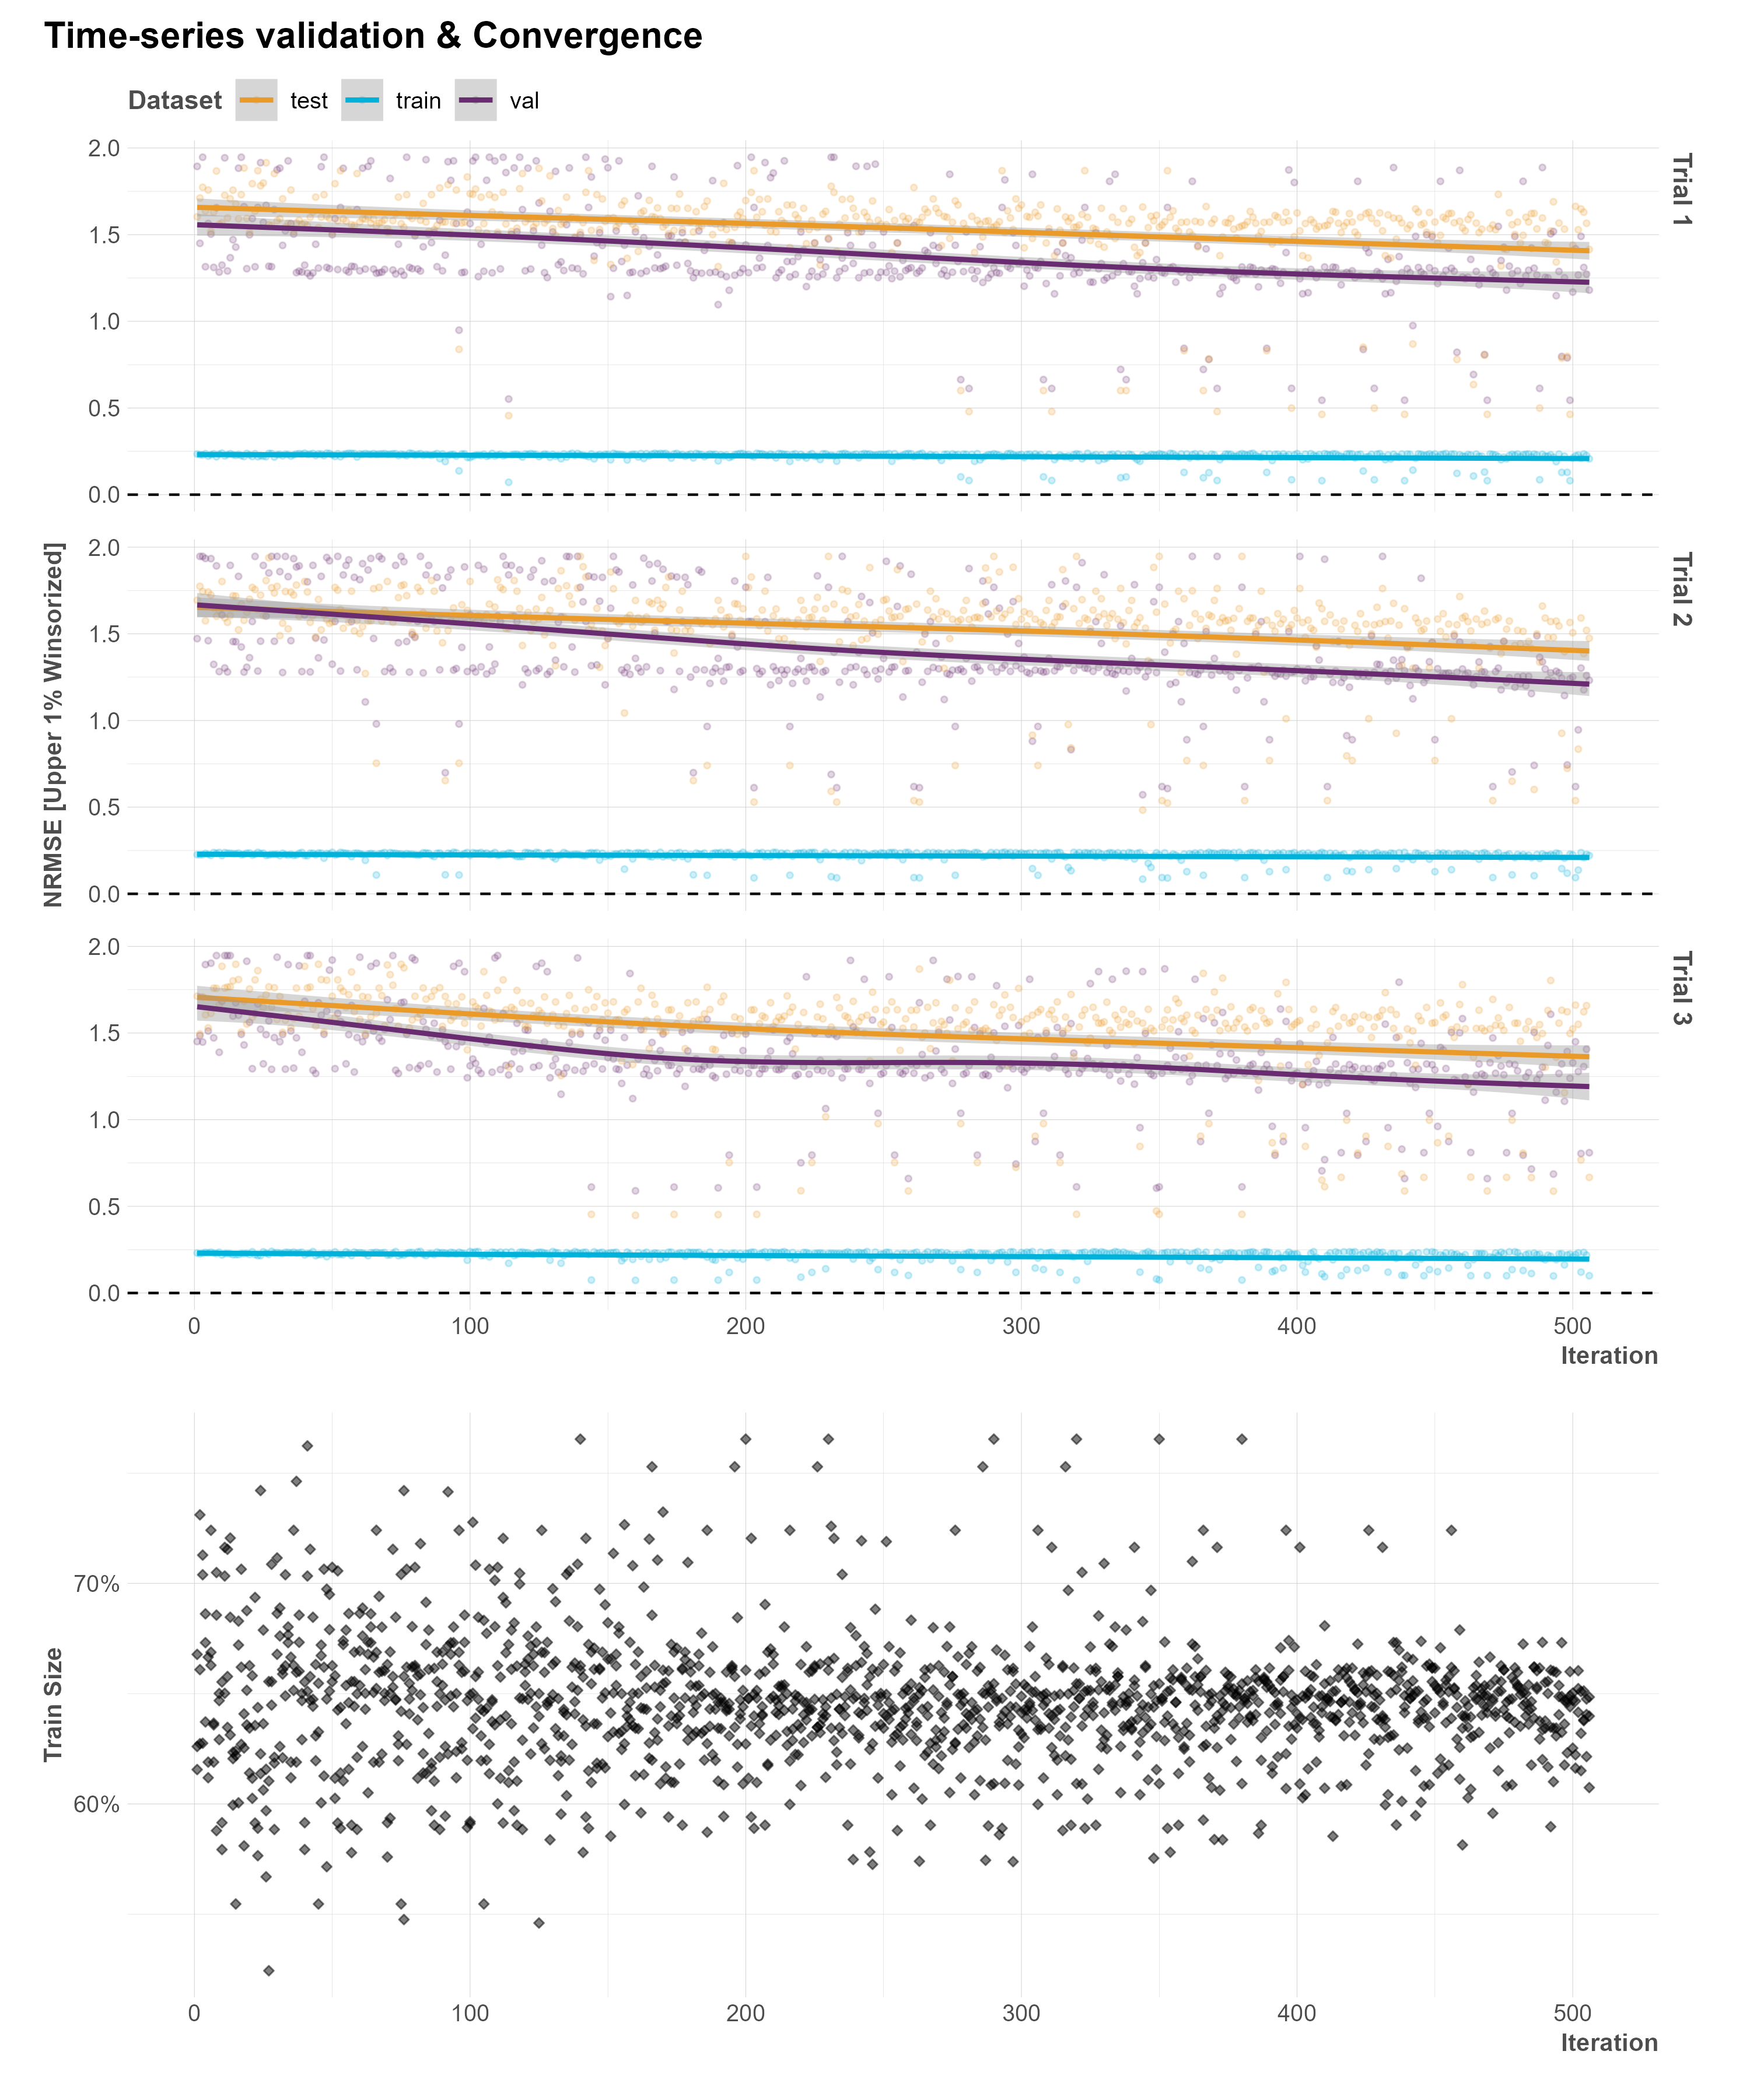 Time-series validation & Convergence
Dataset test train val
2.0
1.5
1.0
0.5
0.0
Trial 1
2.0
1.5
1.0
0.5
0.0
Trial 2
NRMSE [Upper 1% Winsorized]
2.0
1.5
1.0
0.5
0.0
Trial 3
0 100 200 300 400 500
Iteration
70%
60%
Train Size
0 100 200 300 400 500
Iteration